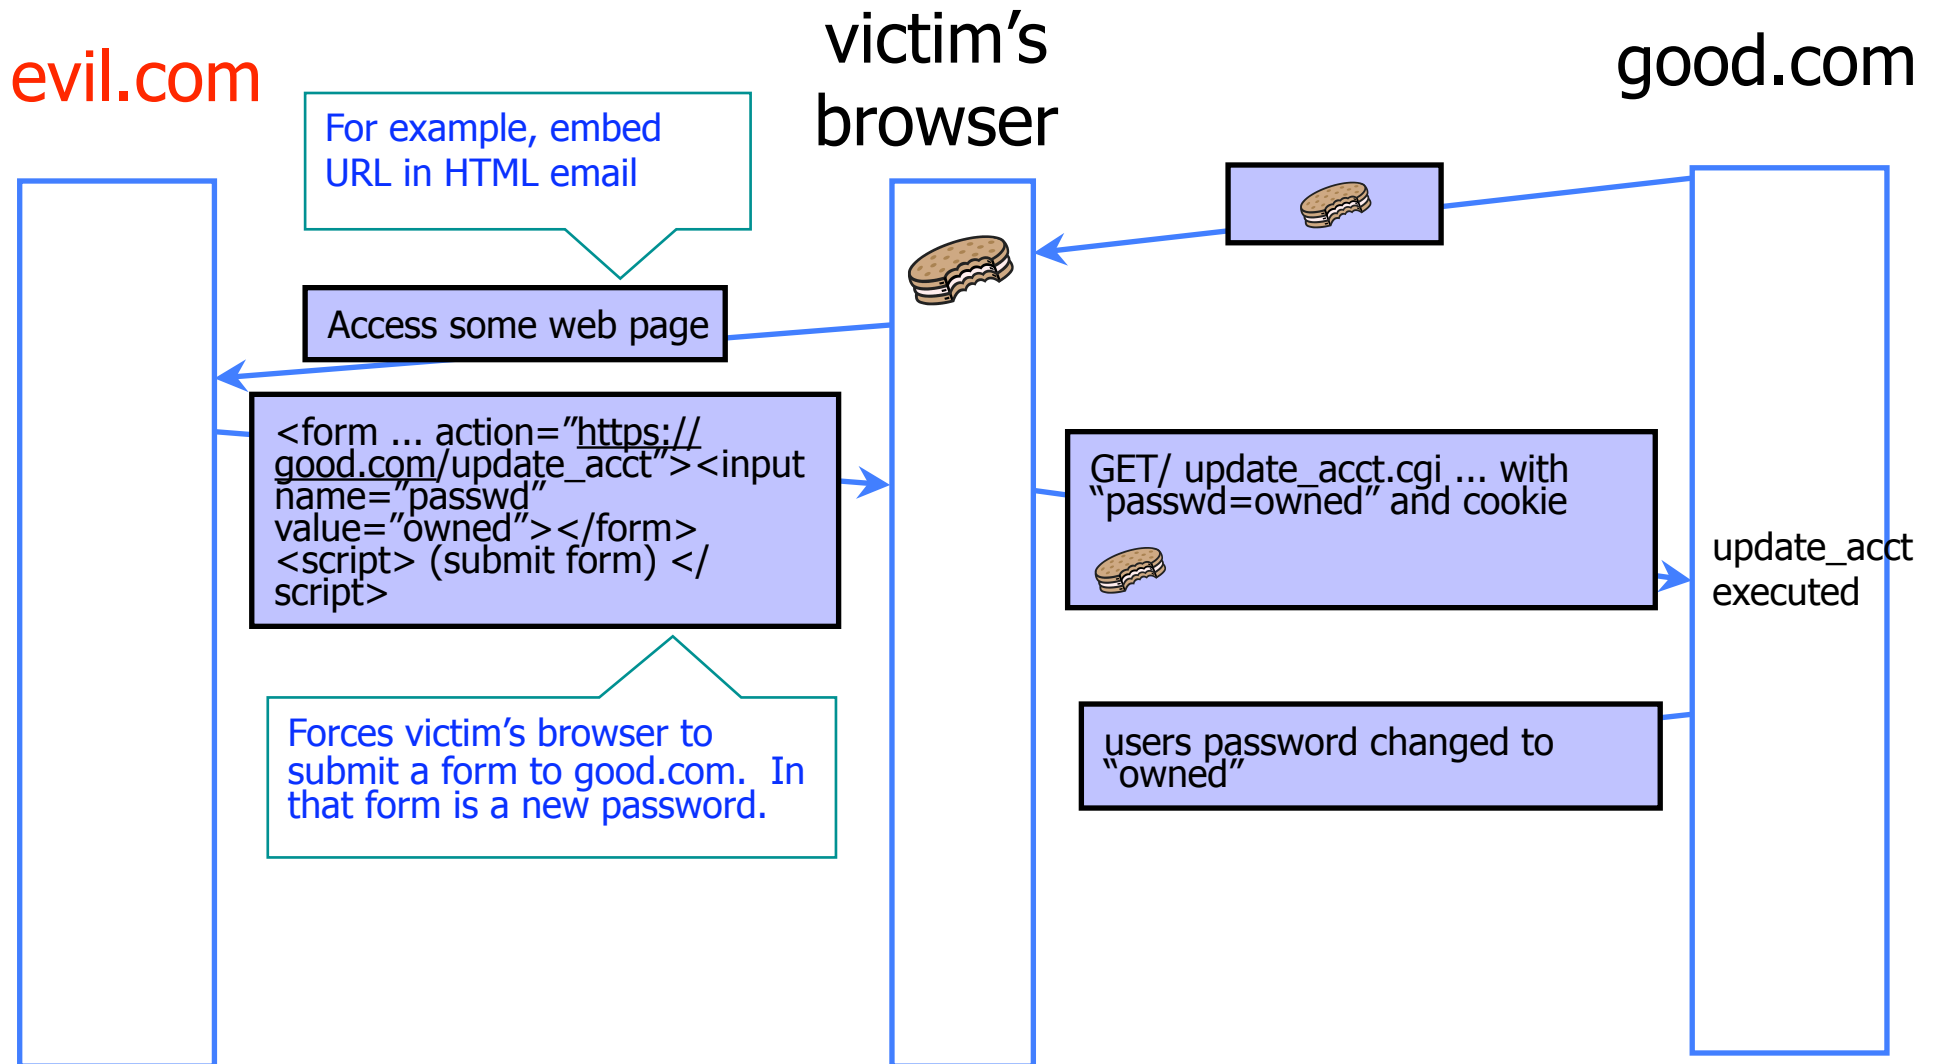 evil.com
victim’s
browser
good.com
For example, embed
URL in HTML email
Access some web page
<form ... action=”https://
good.com/update_acct”><input
name=”passwd”
value=”owned”></form>
<script> (submit form) </
script>
GET/ update_acct.cgi ... with
“passwd=owned” and cookie
update_acct
executed
Forces victim’s browser to
submit a form to good.com.  In
that form is a new password.
users password changed to
“owned”